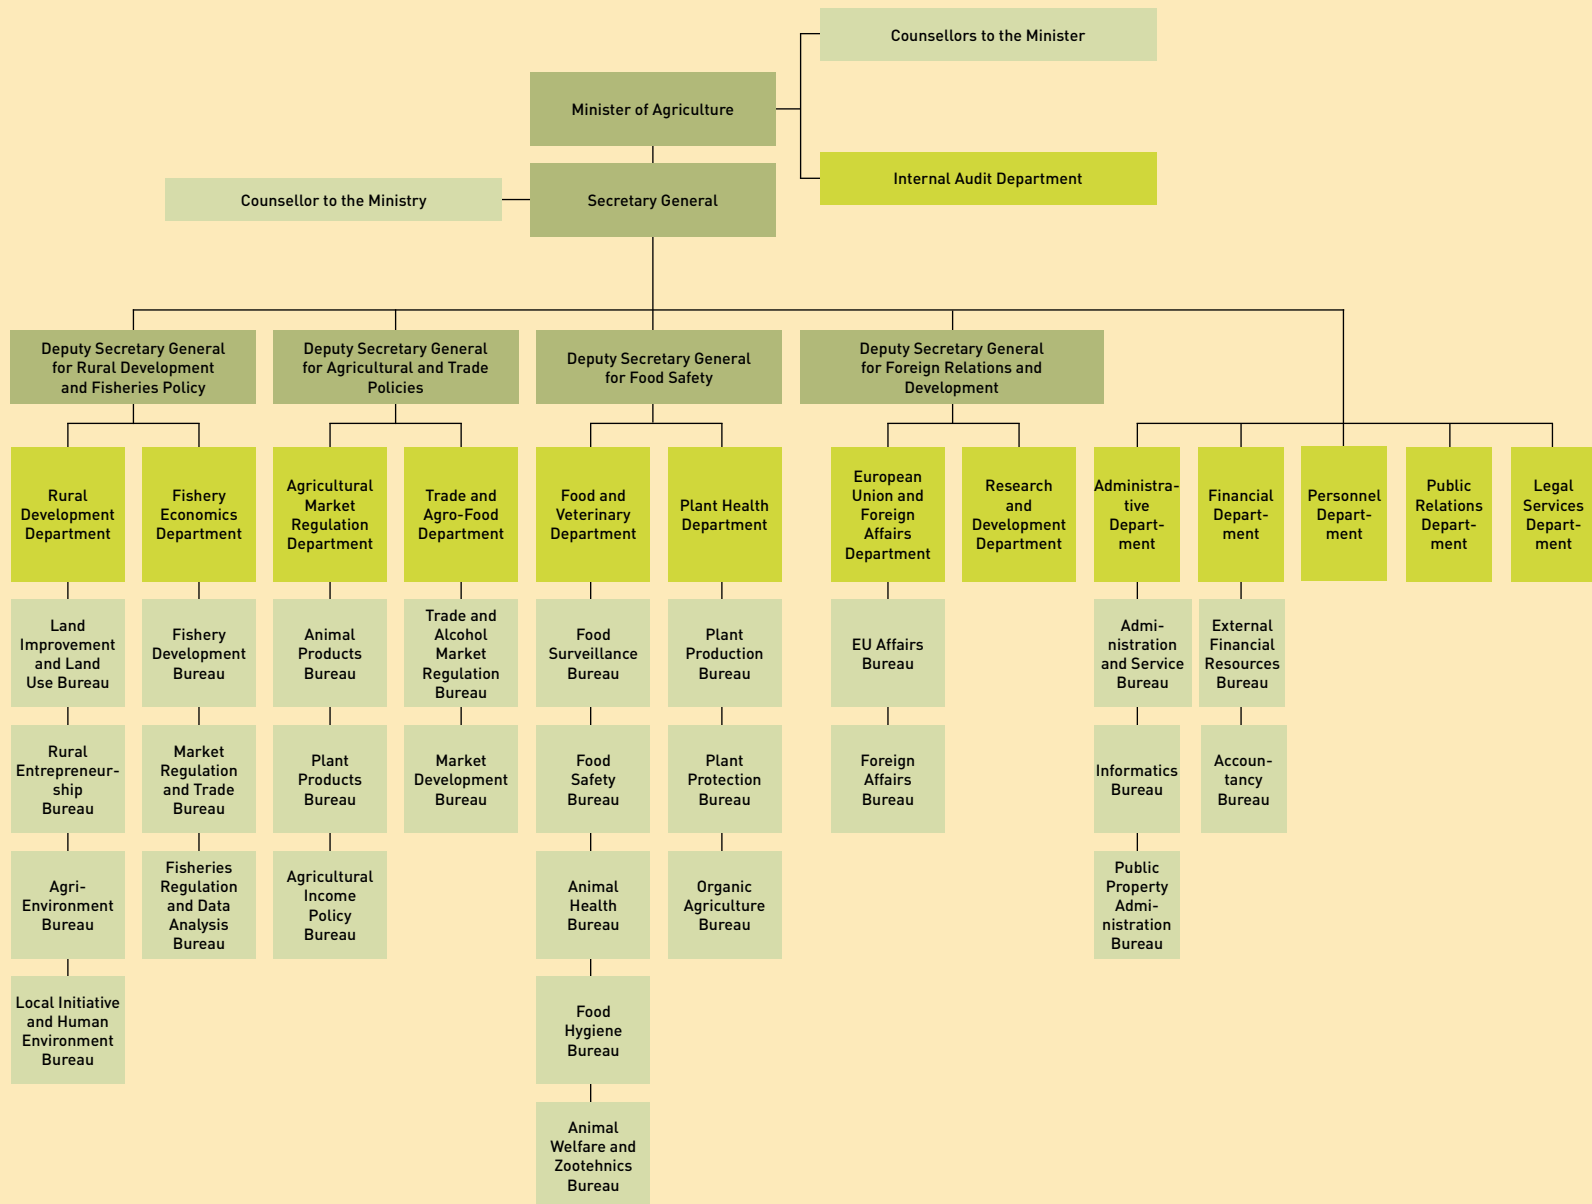 Counsellors to the Minister
Minister of Agriculture
Internal Audit Department
Counsellor to the Ministry
Secretary General
Deputy Secretary General
for Rural Development
and Fisheries Policy
Deputy Secretary General
for Agricultural and Trade
Policies
Deputy Secretary General
for Food Safety
Deputy Secretary General
for Foreign Relations and
Development
Rural
Development
Department
Fishery
Economics
Department
Agricultural
Market
Regulation
Department
Trade and
Agro-Food
Department
Food and
Veterinary
Department
Plant Health
Department
European
Union and
Foreign
Affairs
Department
Research
and
Development
Department
Administra-
tive
Depart-
ment
Financial
Depart-
ment
Personnel
Depart-
ment
Public
Relations
Depart-
ment
Legal
Services
Depart-
ment
Land
Improvement
and Land
Use Bureau
Fishery
Development
Bureau
Animal
Products
Bureau
Trade and
Alcohol
Market
Regulation
Bureau
Food
Surveillance
Bureau
Plant
Production
Bureau
EU Affairs
Bureau
Admi-
nistration
and Service
Bureau
External
Financial
Resources
Bureau
Rural
Entrepreneur-
ship
Bureau
Market
Regulation
and Trade
Bureau
Plant
Products
Bureau
Market
Development
Bureau
Food
Safety
Bureau
Plant
Protection
Bureau
Foreign
Affairs
Bureau
Informatics
Bureau
Accoun-
tancy
Bureau
Agri-
Environment
Bureau
Fisheries
Regulation
and Data
Analysis
Bureau
Agricultural
Income
Policy
Bureau
Animal
Health
Bureau
Organic
Agriculture
Bureau
Public
Property
Admi-
nistration
Bureau
Local Initiative
and Human
Environment
Bureau
Food
Hygiene
Bureau
Animal
Welfare and
Zootehnics
Bureau